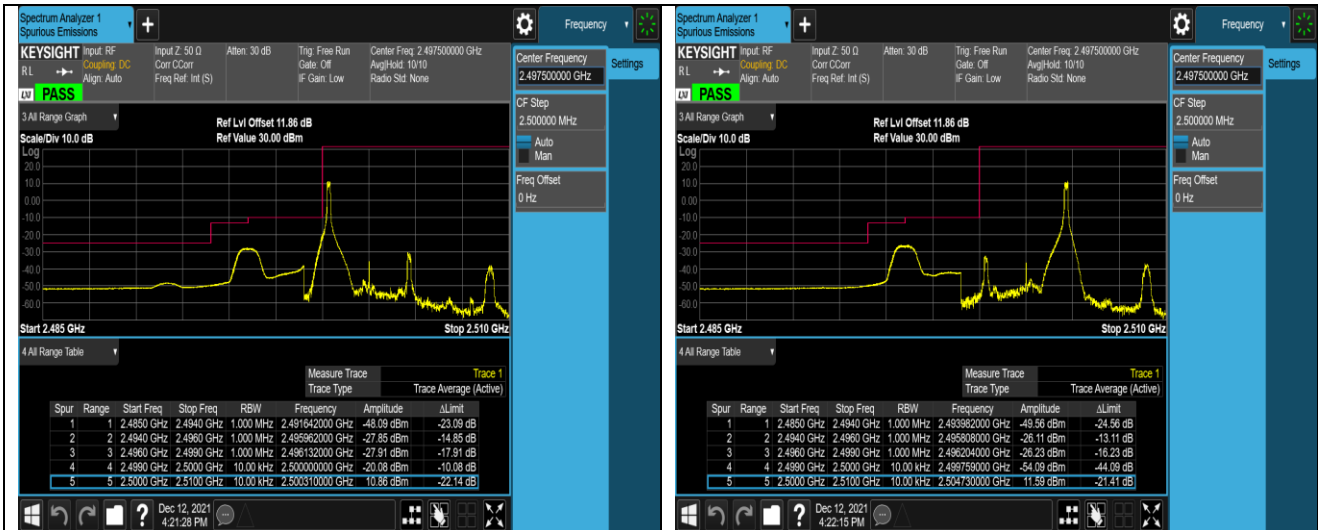 Spectrum Analyzer 1
Spurious Emissions
Frequency
KEYSIGHT Input: RF Input Z: 50 Ω Atten: 30 dB Trig: Free Run Center Freq: 2.497500000 GHz
RL Coupling: DC Corr CCorr Gate: Off Avg|Hold: 10/10
Align: Auto Freq Ref: Int (S) IF Gain: Low Radio Std: None
LXI PASS
Center Frequency
2.497500000 GHz
Settings
CF Step
2.500000 MHz
Auto
Man
Freq Offset
0 Hz
3 All Range Graph
Ref Lvl Offset 11.86 dB
Scale/Div 10.0 dB Ref Value 30.00 dBm
Log
20.0
10.0
0.00
-10.0
-20.0
-30.0
-40.0
-50.0
-60.0
Start 2.485 GHz Stop 2.510 GHz
4 All Range Table
Measure Trace Trace 1
Trace Type Trace Average (Active)
Spur Range Start Freq Stop Freq RBW Frequency Amplitude ΔLimit
1 1 2.4850 GHz 2.4940 GHz 1.000 MHz 2.491642000 GHz -48.09 dBm -23.09 dB
2 2 2.4940 GHz 2.4960 GHz 1.000 MHz 2.495962000 GHz -27.85 dBm -14.85 dB
3 3 2.4960 GHz 2.4990 GHz 1.000 MHz 2.496132000 GHz -27.91 dBm -17.91 dB
4 4 2.4990 GHz 2.5000 GHz 10.00 kHz 2.500000000 GHz -20.08 dBm -10.08 dB
5 5 2.5000 GHz 2.5100 GHz 10.00 kHz 2.500310000 GHz 10.86 dBm -22.14 dB
Dec 12, 2021
4:21:28 PM
Spectrum Analyzer 1
Spurious Emissions
Frequency
KEYSIGHT Input: RF Input Z: 50 Ω Atten: 30 dB Trig: Free Run Center Freq: 2.497500000 GHz
RL Coupling: DC Corr CCorr Gate: Off Avg|Hold: 10/10
Align: Auto Freq Ref: Int (S) IF Gain: Low Radio Std: None
LXI PASS
Center Frequency
2.497500000 GHz
Settings
CF Step
2.500000 MHz
Auto
Man
Freq Offset
0 Hz
3 All Range Graph
Ref Lvl Offset 11.86 dB
Scale/Div 10.0 dB Ref Value 30.00 dBm
Log
20.0
10.0
0.00
-10.0
-20.0
-30.0
-40.0
-50.0
-60.0
Start 2.485 GHz Stop 2.510 GHz
4 All Range Table
Measure Trace Trace 1
Trace Type Trace Average (Active)
Spur Range Start Freq Stop Freq RBW Frequency Amplitude ΔLimit
1 1 2.4850 GHz 2.4940 GHz 1.000 MHz 2.493982000 GHz -49.56 dBm -24.56 dB
2 2 2.4940 GHz 2.4960 GHz 1.000 MHz 2.495808000 GHz -26.11 dBm -13.11 dB
3 3 2.4960 GHz 2.4990 GHz 1.000 MHz 2.496204000 GHz -26.23 dBm -16.23 dB
4 4 2.4990 GHz 2.5000 GHz 10.00 kHz 2.499759000 GHz -54.09 dBm -44.09 dB
5 5 2.5000 GHz 2.5100 GHz 10.00 kHz 2.504730000 GHz 11.59 dBm -21.41 dB
Dec 12, 2021
4:22:15 PM